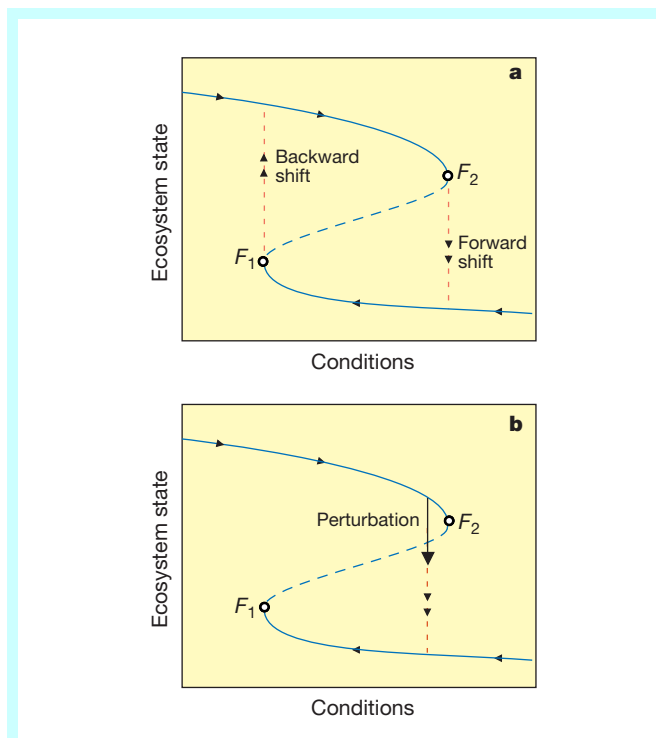 a
Ecosystem state
Backward
shift
F2
Forward
shift
F1
Conditions
b
Ecosystem state
Perturbation
F2
F1
Conditions